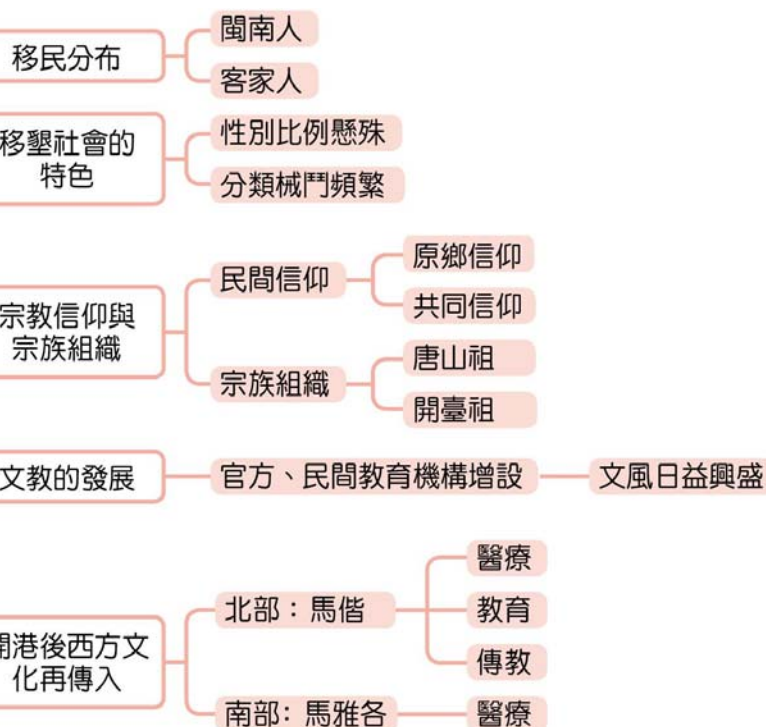 移民分布
閩南人
客家人
移墾社會的
特色
性別比例懸殊
分類械鬥頻繁
宗教信仰與
宗族組織
民間信仰
原鄉信仰
共同信仰
宗族組織
唐山祖
開臺祖
文教的發展
官方、民間教育機構增設
文風日益興盛
開港後西方文
化再傳入
北部：馬偕
醫療
教育
傳教
南部：馬雅各
醫療